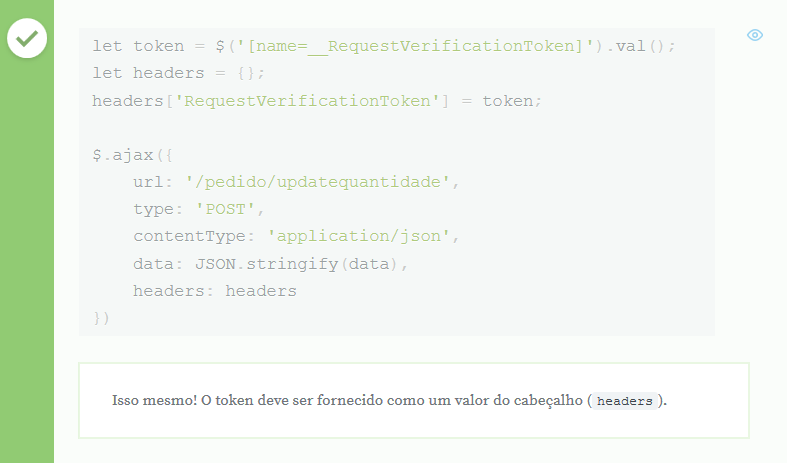 let token = $('[name=__RequestVerificationToken]').val();
let headers = {};
headers['RequestVerificationToken'] = token;
$.ajax({
    url: '/pedido/updatequantidade',
    type: 'POST',
    contentType: 'application/json',
    data: JSON.stringify(data),
    headers: headers
})
Isso mesmo! O token deve ser fornecido como um valor do cabeçalho ( headers ).